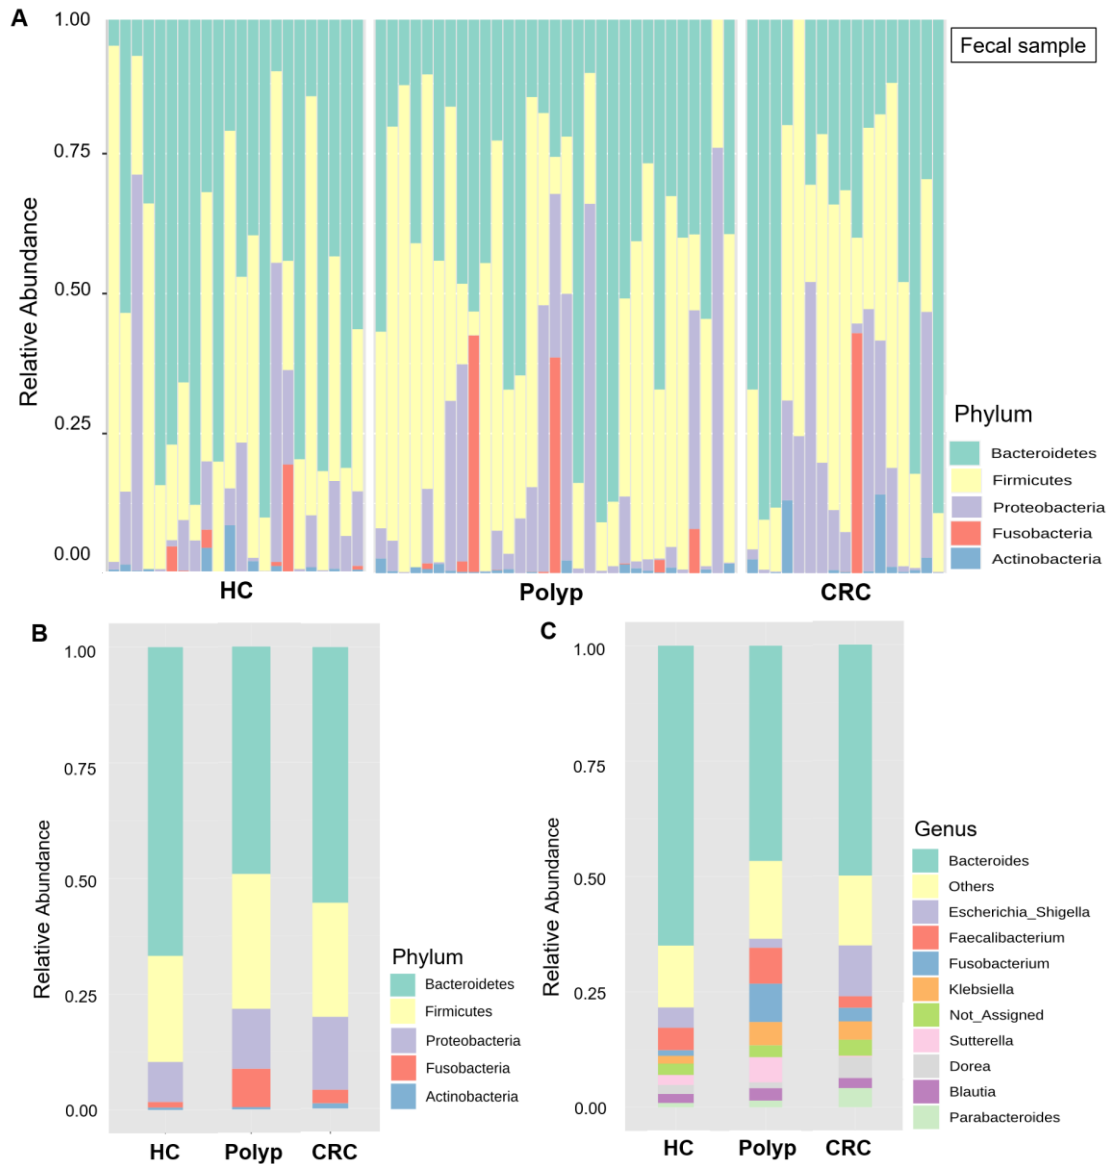 A
Fecal sample
Relative Abundance
1.00
0.75
0.50
0.25
0.00
HC
Polyp
CRC
Phylum
Bacteroidetes
Firmicutes
Proteobacteria
Fusobacteria
Actinobacteria
B
Relative Abundance
1.00
0.75
0.50
0.25
0.00
HC
Polyp
CRC
Phylum
Bacteroidetes
Firmicutes
Proteobacteria
Fusobacteria
Actinobacteria
C
Relative Abundance
1.00
0.75
0.50
0.25
0.00
HC
Polyp
CRC
Genus
Bacteroides
Others
Escherichia_Shigella
Faecalibacterium
Fusobacterium
Klebsiella
Not_Assigned
Sutterella
Dorea
Blautia
Parabacteroides